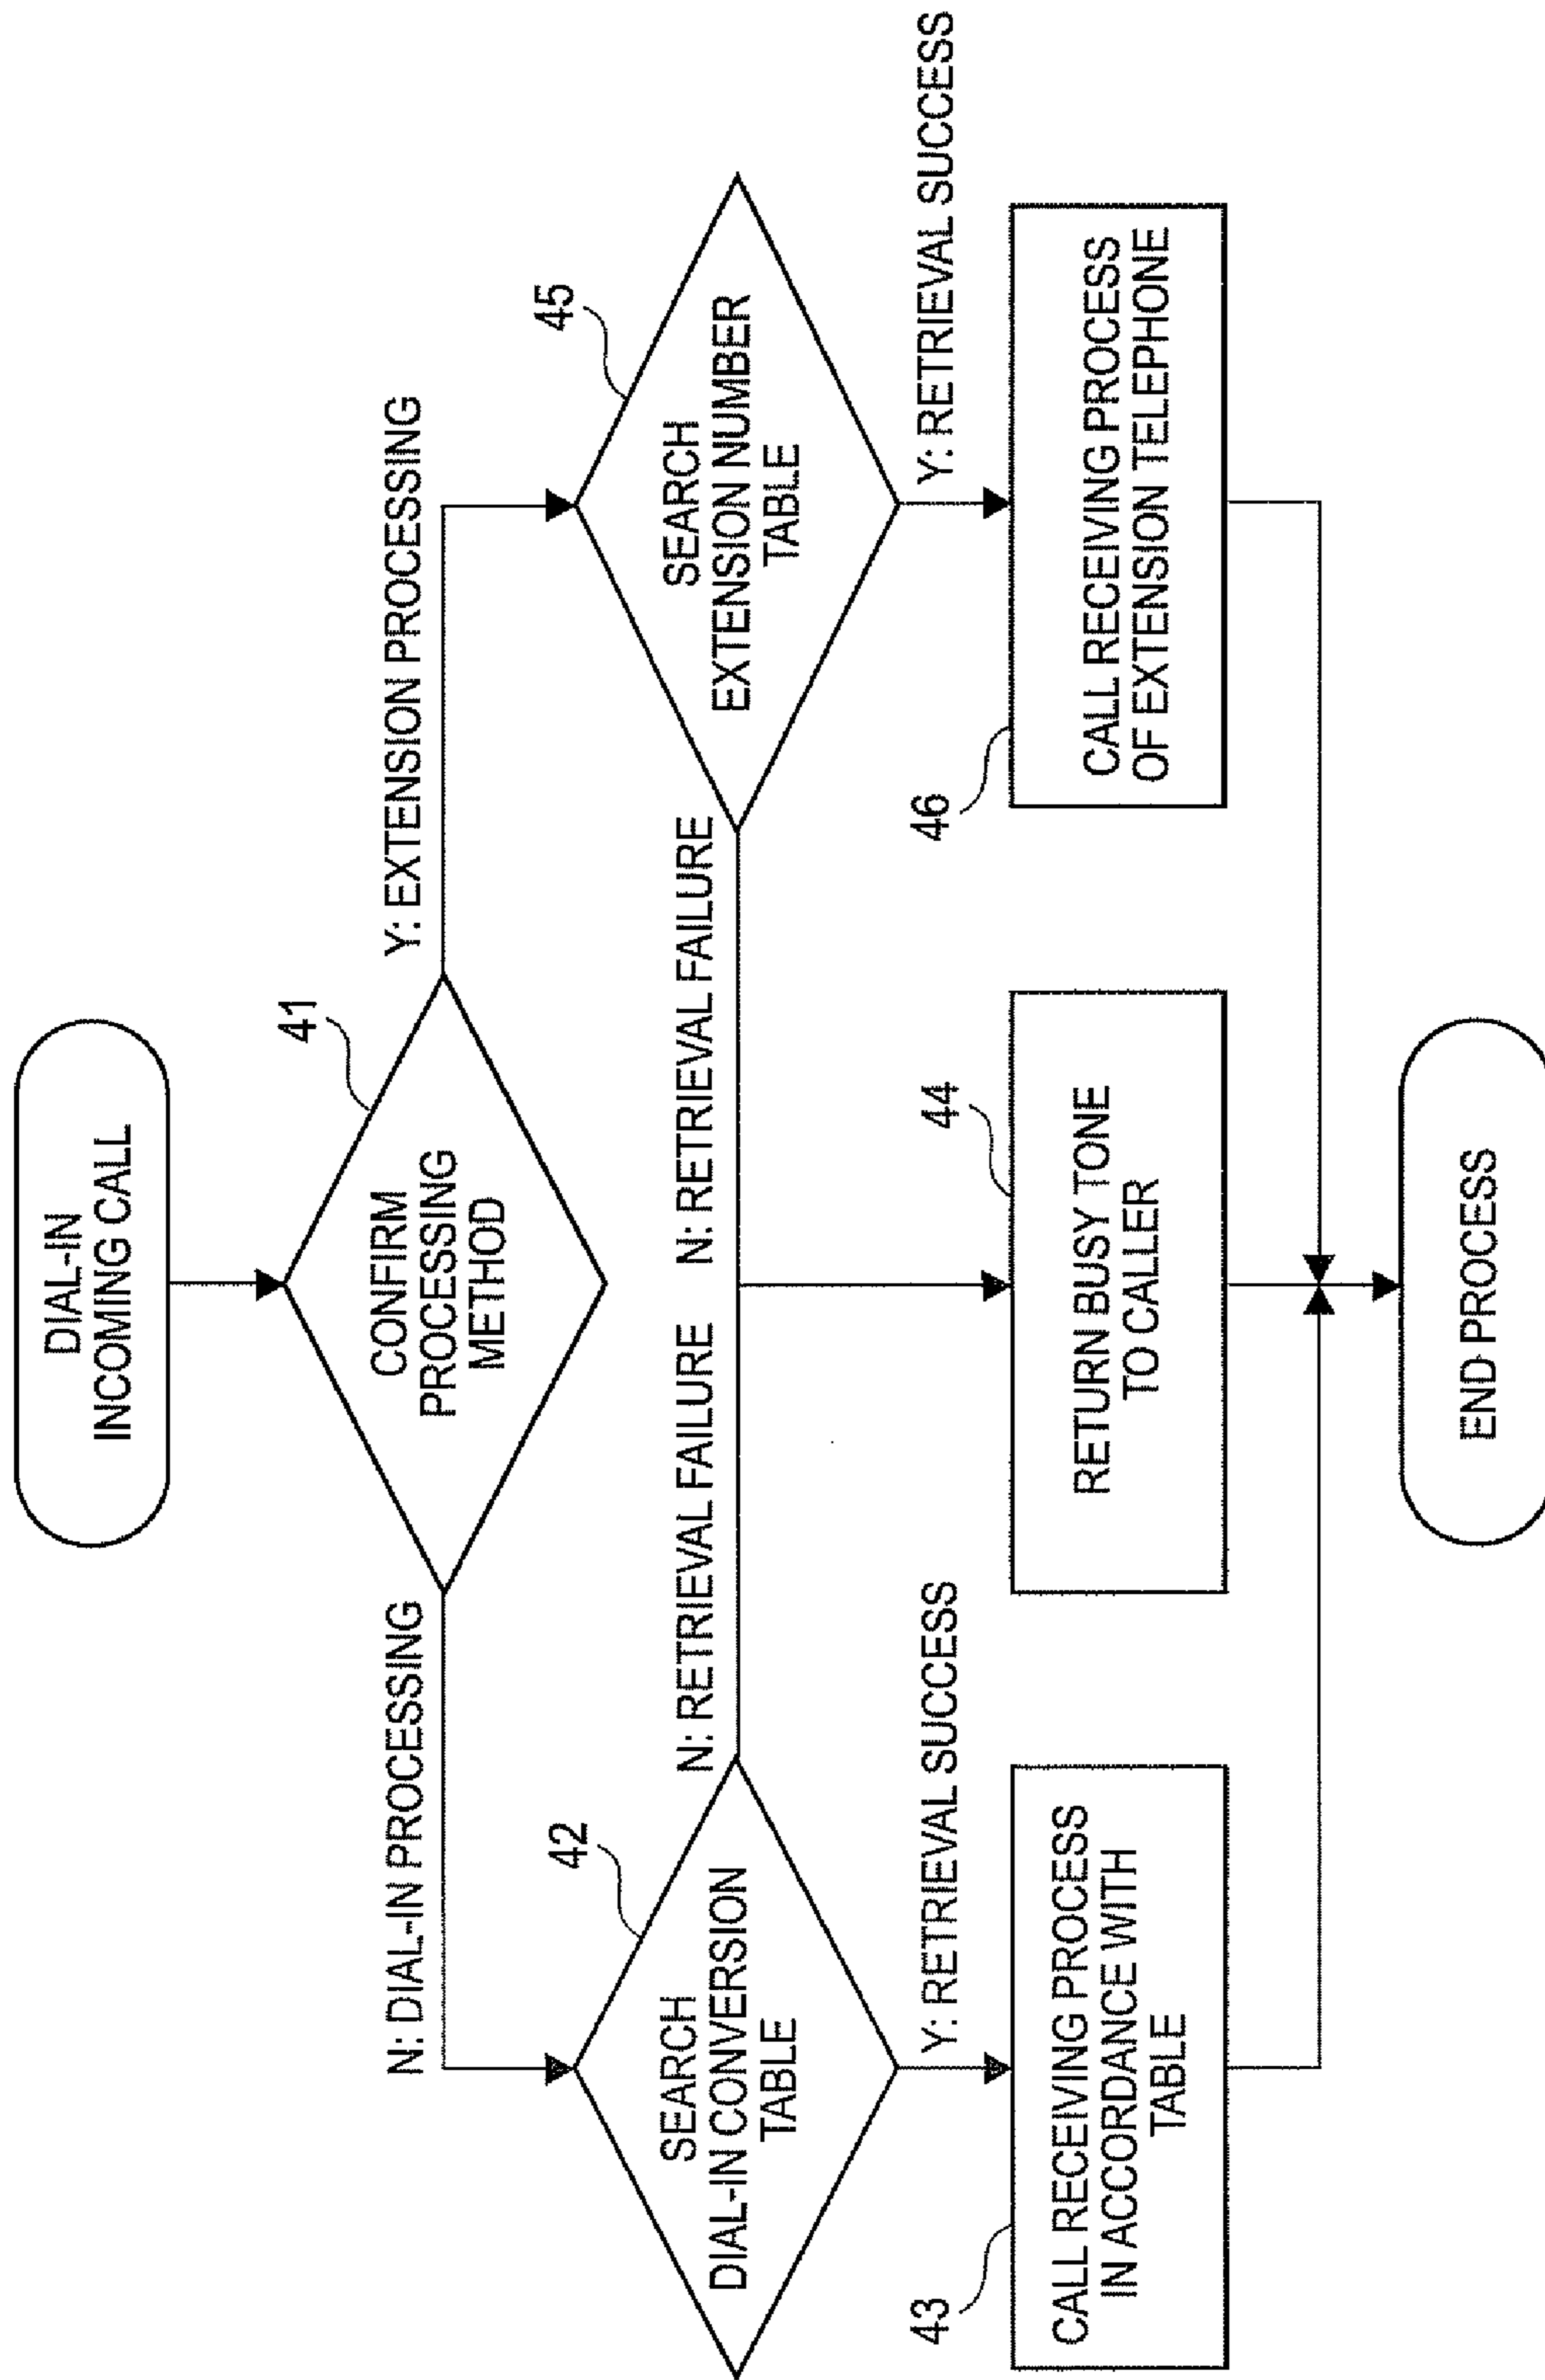 DIAL-IN
INCOMING CALL
41
CONFIRM
PROCESSING
METHOD
N: DIAL-IN PROCESSING
Y: EXTENSION PROCESSING
42
SEARCH
DIAL-IN CONVERSION
TABLE
N: RETRIEVAL FAILURE
N: RETRIEVAL FAILURE
45
SEARCH
EXTENSION NUMBER
TABLE
Y: RETRIEVAL SUCCESS
Y: RETRIEVAL SUCCESS
43
CALL RECEIVING PROCESS
IN ACCORDANCE WITH
TABLE
44
RETURN BUSY TONE
TO CALLER
46
CALL RECEIVING PROCESS
OF EXTENSION TELEPHONE
END PROCESS